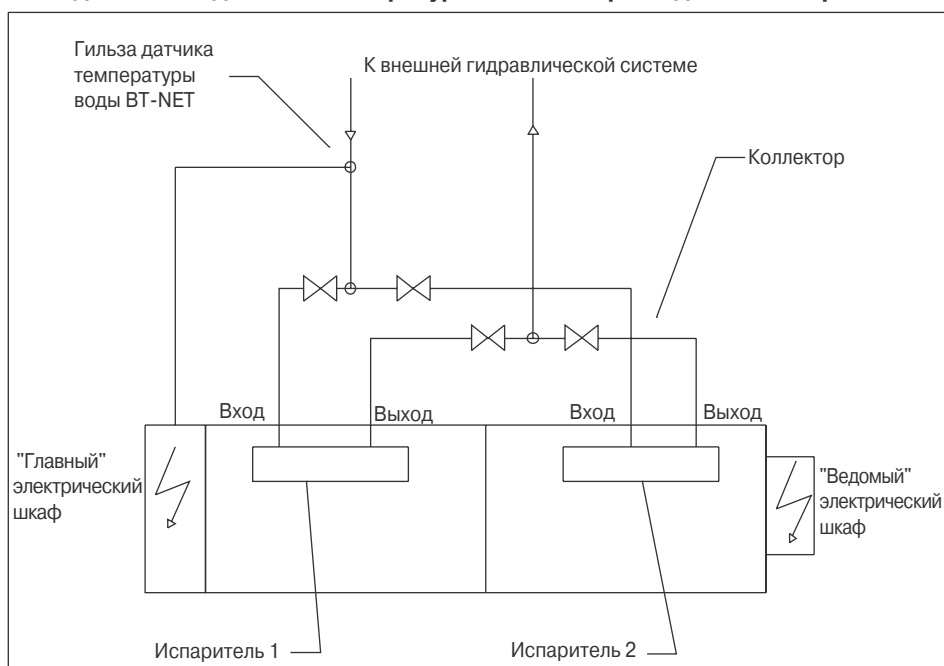 Гильза датчика
температуры
воды BT-NET
К внешней гидравлической системе
Коллектор
Вход
Выход
Вход
Выход
"Главный"
электрический
шкаф
"Ведомый"
электрический
шкаф
Испаритель 1
Испаритель 2